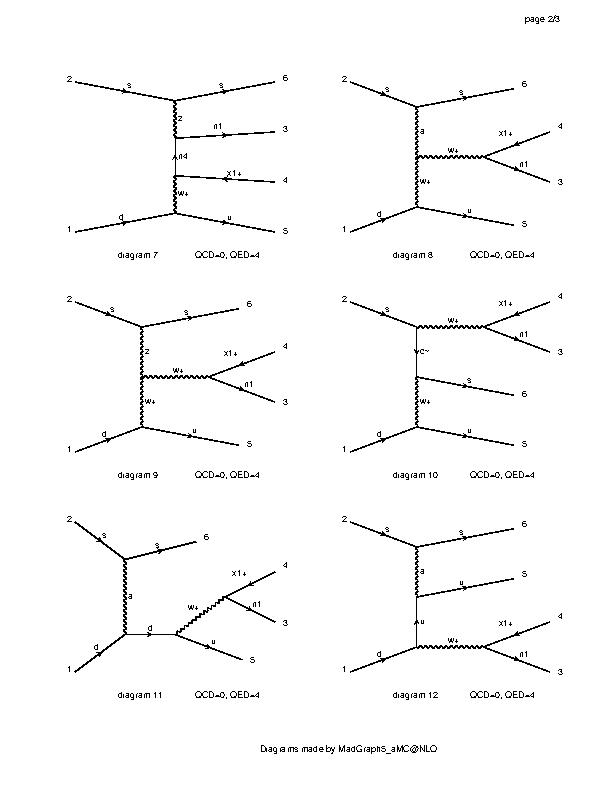 page 2/3
2
s
s
6
z
n1
3
n4
x1+
4
w+
d
u
1
5
diagram 7 QCD=0, QED=4
2
s
s
6
a
x1+
4
w+
n1
3
w+
d
u
1
5
diagram 8 QCD=0, QED=4
2
s
s
6
z
x1+
4
w+
n1
3
w+
d
u
1
5
diagram 9 QCD=0, QED=4
2
s
w+
x1+
4
n1
3
c~
s
6
w+
d
u
1
5
diagram 10 QCD=0, QED=4
2
s
s
6
a
x1+
4
w+
n1
3
d
d
u
1
5
diagram 11 QCD=0, QED=4
2
s
s
6
a
u
5
u
x1+
4
d
w+
n1
1
3
diagram 12 QCD=0, QED=4
Diagrams made by MadGraph5_aMC@NLO